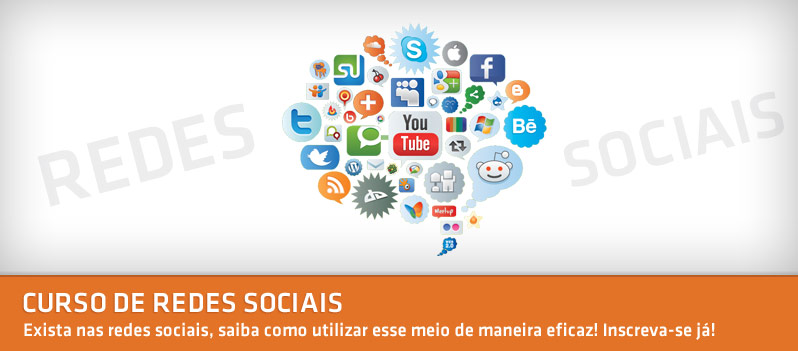 REDES
SOCIAIS
You
Tube
Bē
Meetup
CURSO DE REDES SOCIAIS
Exista nas redes sociais, saiba como utilizar esse meio de maneira eficaz! Inscreva-se já!